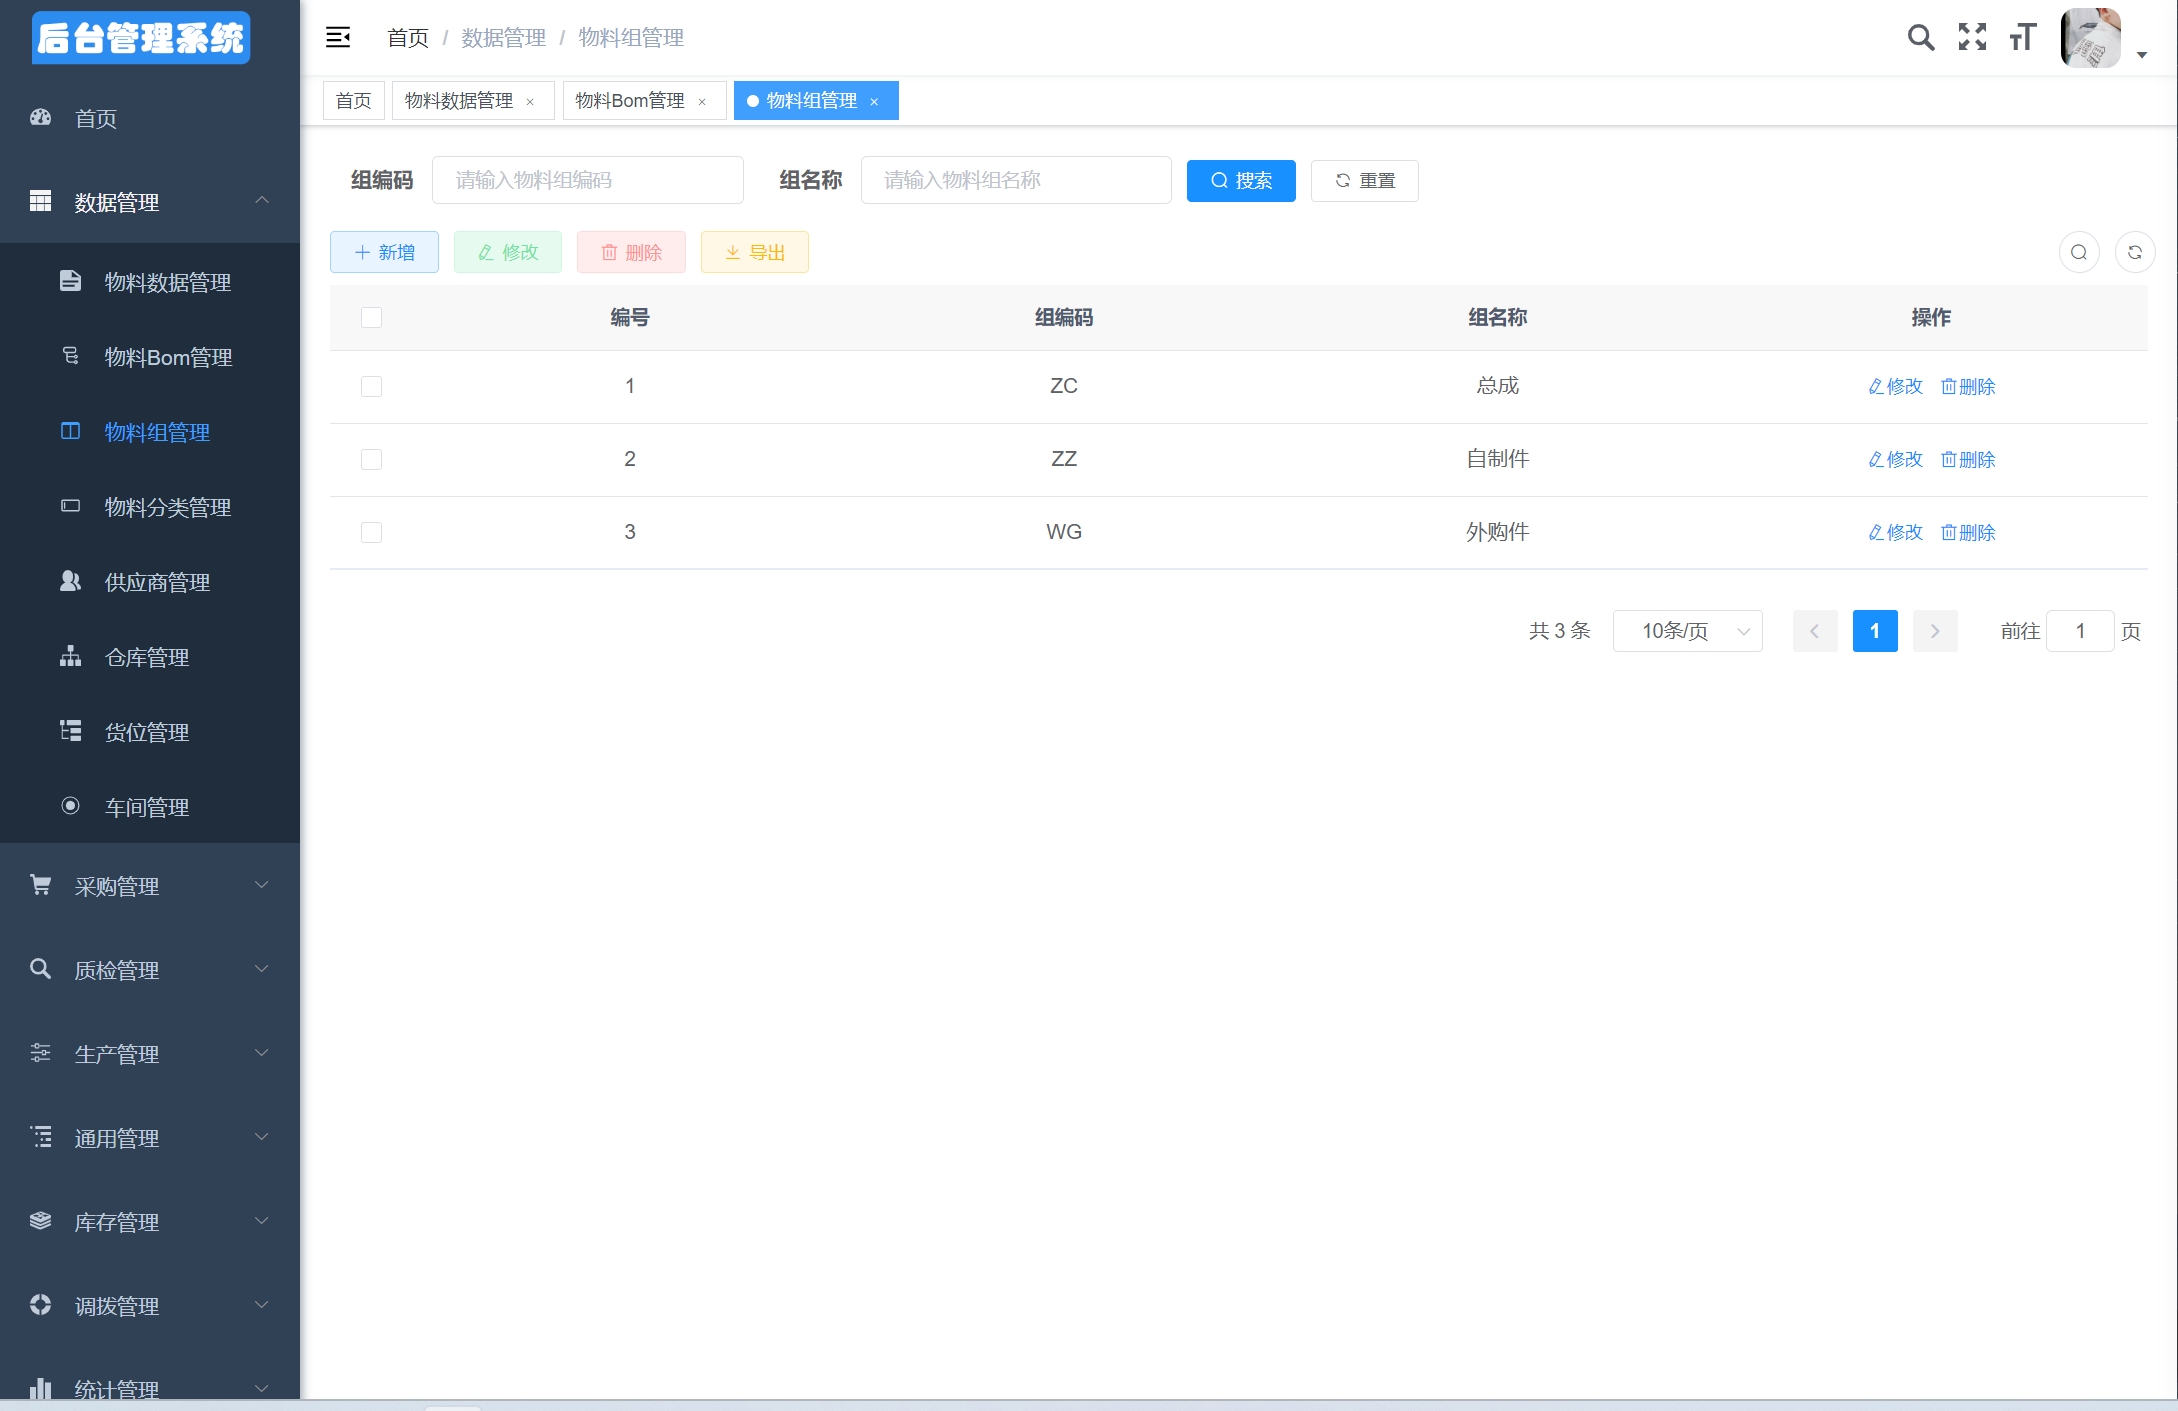 后台管理系统
首页
数据管理
物料数据管理
物料Bom管理
物料组管理
物料分类管理
供应商管理
仓库管理
货位管理
车间管理
采购管理
质检管理
生产管理
通用管理
库存管理
调拨管理
统计管理
首页 / 数据管理 / 物料组管理
首页 物料数据管理 × 物料Bom管理 × 物料组管理 ×
组编码 请输入物料组编码 组名称 请输入物料组名称 搜索 重置
新增 修改 删除 导出
编号 组编码 组名称 操作
1 ZC 总成 修改 删除
2 ZZ 自制件 修改 删除
3 WG 外购件 修改 删除
共 3 条 10条/页 1 前往 1 页